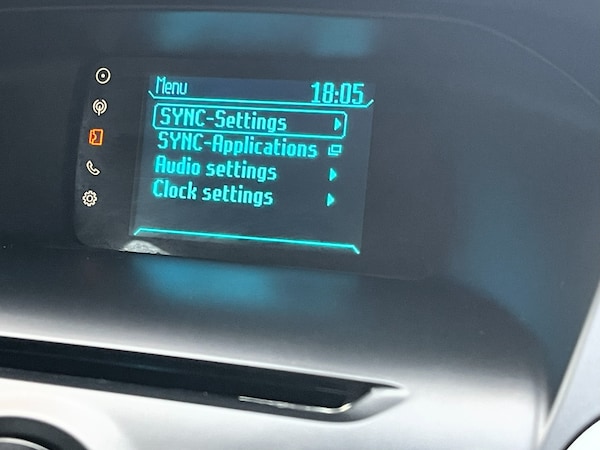 Menu 18:05
SYNC-Settings
SYNC-Applications
Audio settings
Clock settings